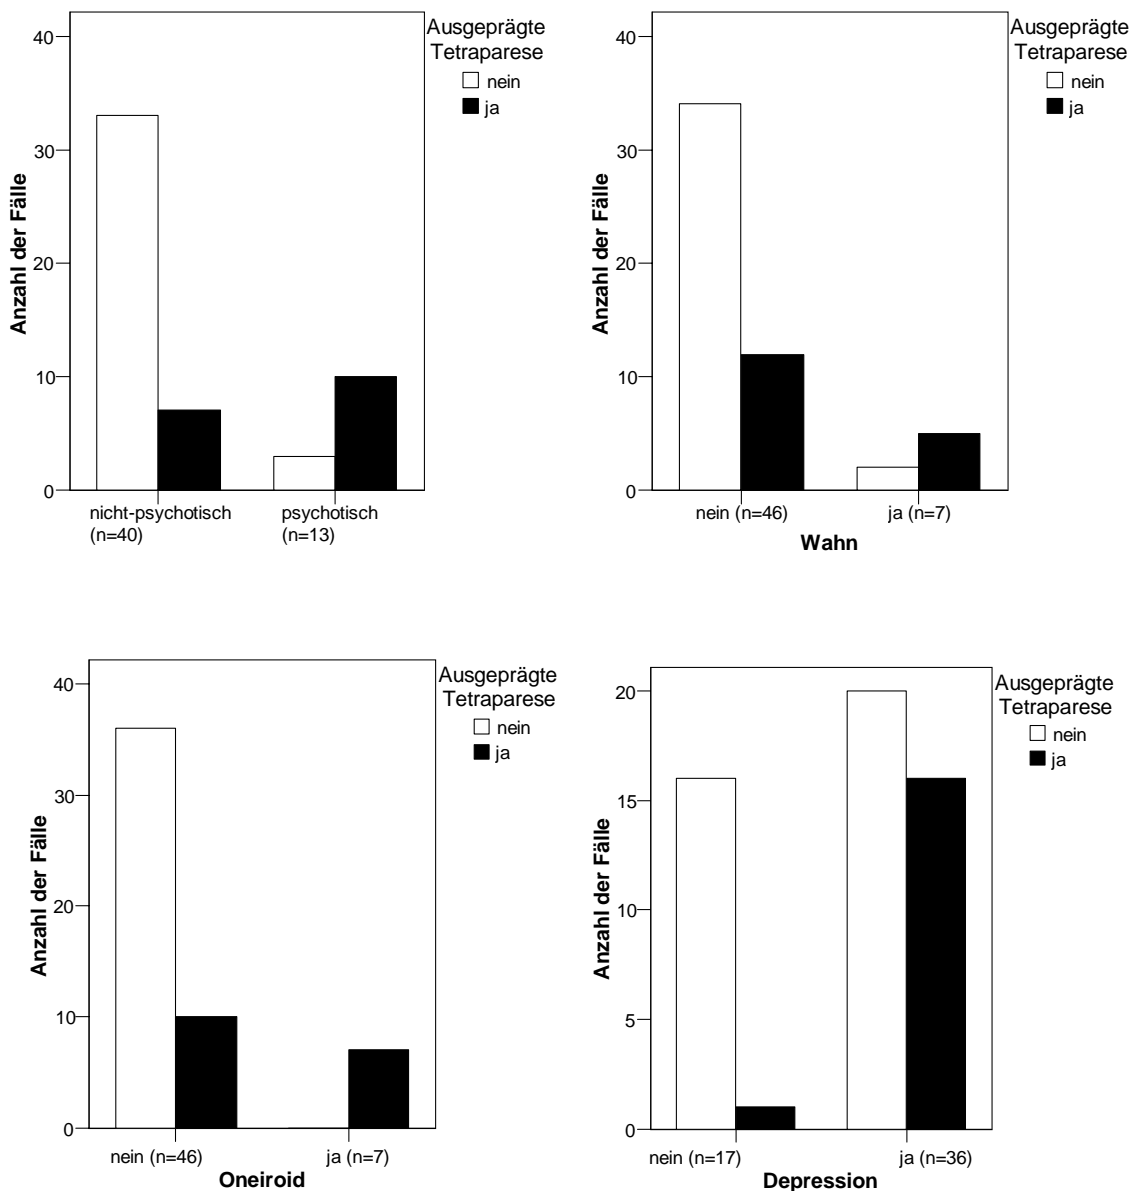 Ausgeprägte
Tetraparese
nein
ja
Anzahl der Fälle
40
30
20
10
0
nicht-psychotisch
(n=40)
psychotisch
(n=13)
Ausgeprägte
Tetraparese
nein
ja
Anzahl der Fälle
40
30
20
10
0
nein (n=46)
ja (n=7)
Wahn
Ausgeprägte
Tetraparese
nein
ja
Anzahl der Fälle
40
30
20
10
0
nein (n=46)
ja (n=7)
Oneiroid
Ausgeprägte
Tetraparese
nein
ja
Anzahl der Fälle
20
15
10
5
0
nein (n=17)
ja (n=36)
Depression